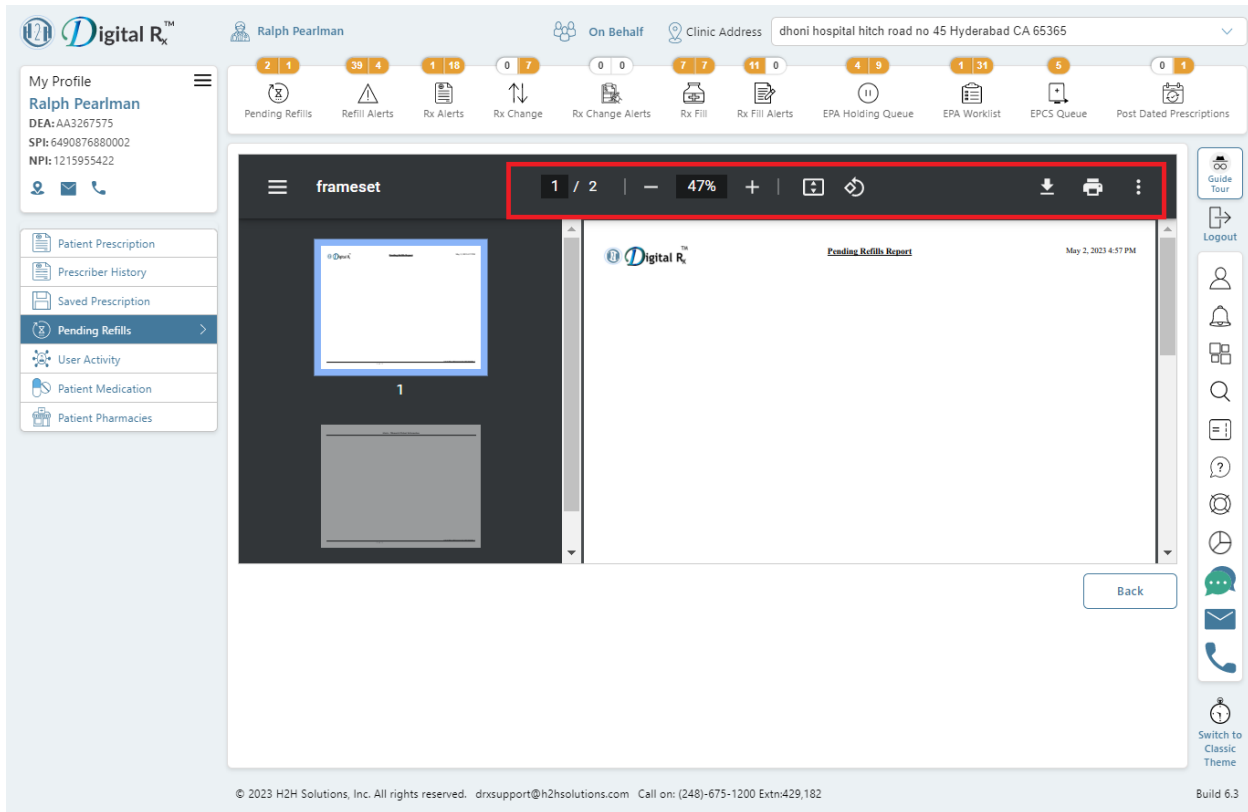 H2H Digital Rx™
Ralph Pearlman
On Behalf
Clinic Address
dhoni hospital hitch road no 45 Hyderabad CA 65365
My Profile
Ralph Pearlman
DEA: AA3267575
SPI: 6490876880002
NPI: 1215955422
2 1
Pending Refills
39 4
Refill Alerts
1 18
Rx Alerts
0 7
Rx Change
0 0
Rx Change Alerts
7 7
Rx Fill
11 0
Rx Fill Alerts
4 9
EPA Holding Queue
1 31
EPA Worklist
5
EPCS Queue
0 1
Post Dated Prescriptions
Patient Prescription
Prescriber History
Saved Prescription
Pending Refills
User Activity
Patient Medication
Patient Pharmacies
frameset
1 / 2
47%
1
Digital Rx™
Pending Refills Report
May 2, 2023 4:57 PM
Back
Guide
Tour
Logout
Switch to
Classic
Theme
© 2023 H2H Solutions, Inc. All rights reserved. drxsupport@h2hsolutions.com Call on: (248)-675-1200 Extn:429,182
Build 6.3